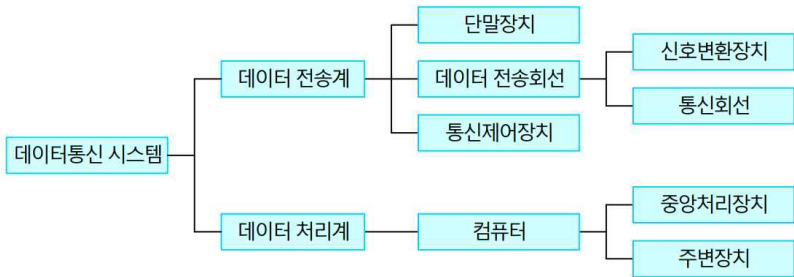 단말장치
데이터 전송계
데이터 전송회선
신호변환장치
통신회선
통신제어장치
데이터통신 시스템
데이터 처리계
컴퓨터
중앙처리장치
주변장치